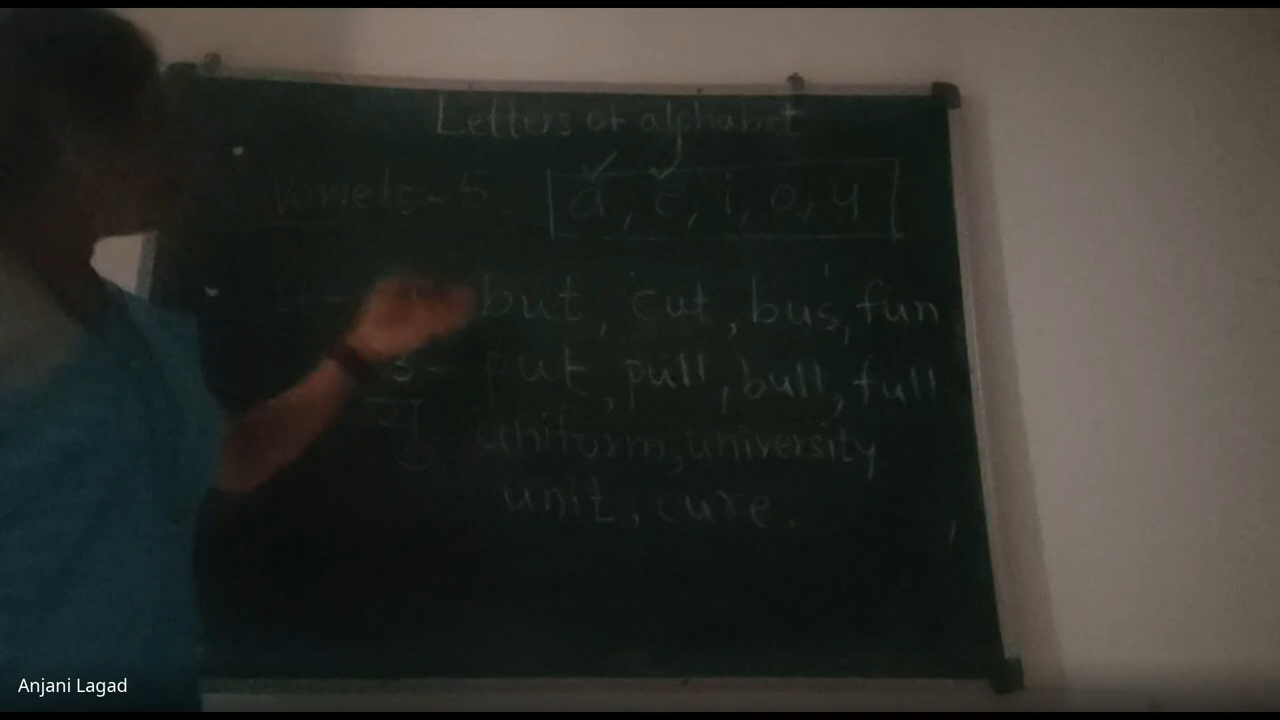 Letters of alphabet
Vowels - 5 a, e, i, o, u
u - but, cut, bus, fun
उ - put, pull, bull, full
यु uniform, university
unit, cure.
Anjani Lagad